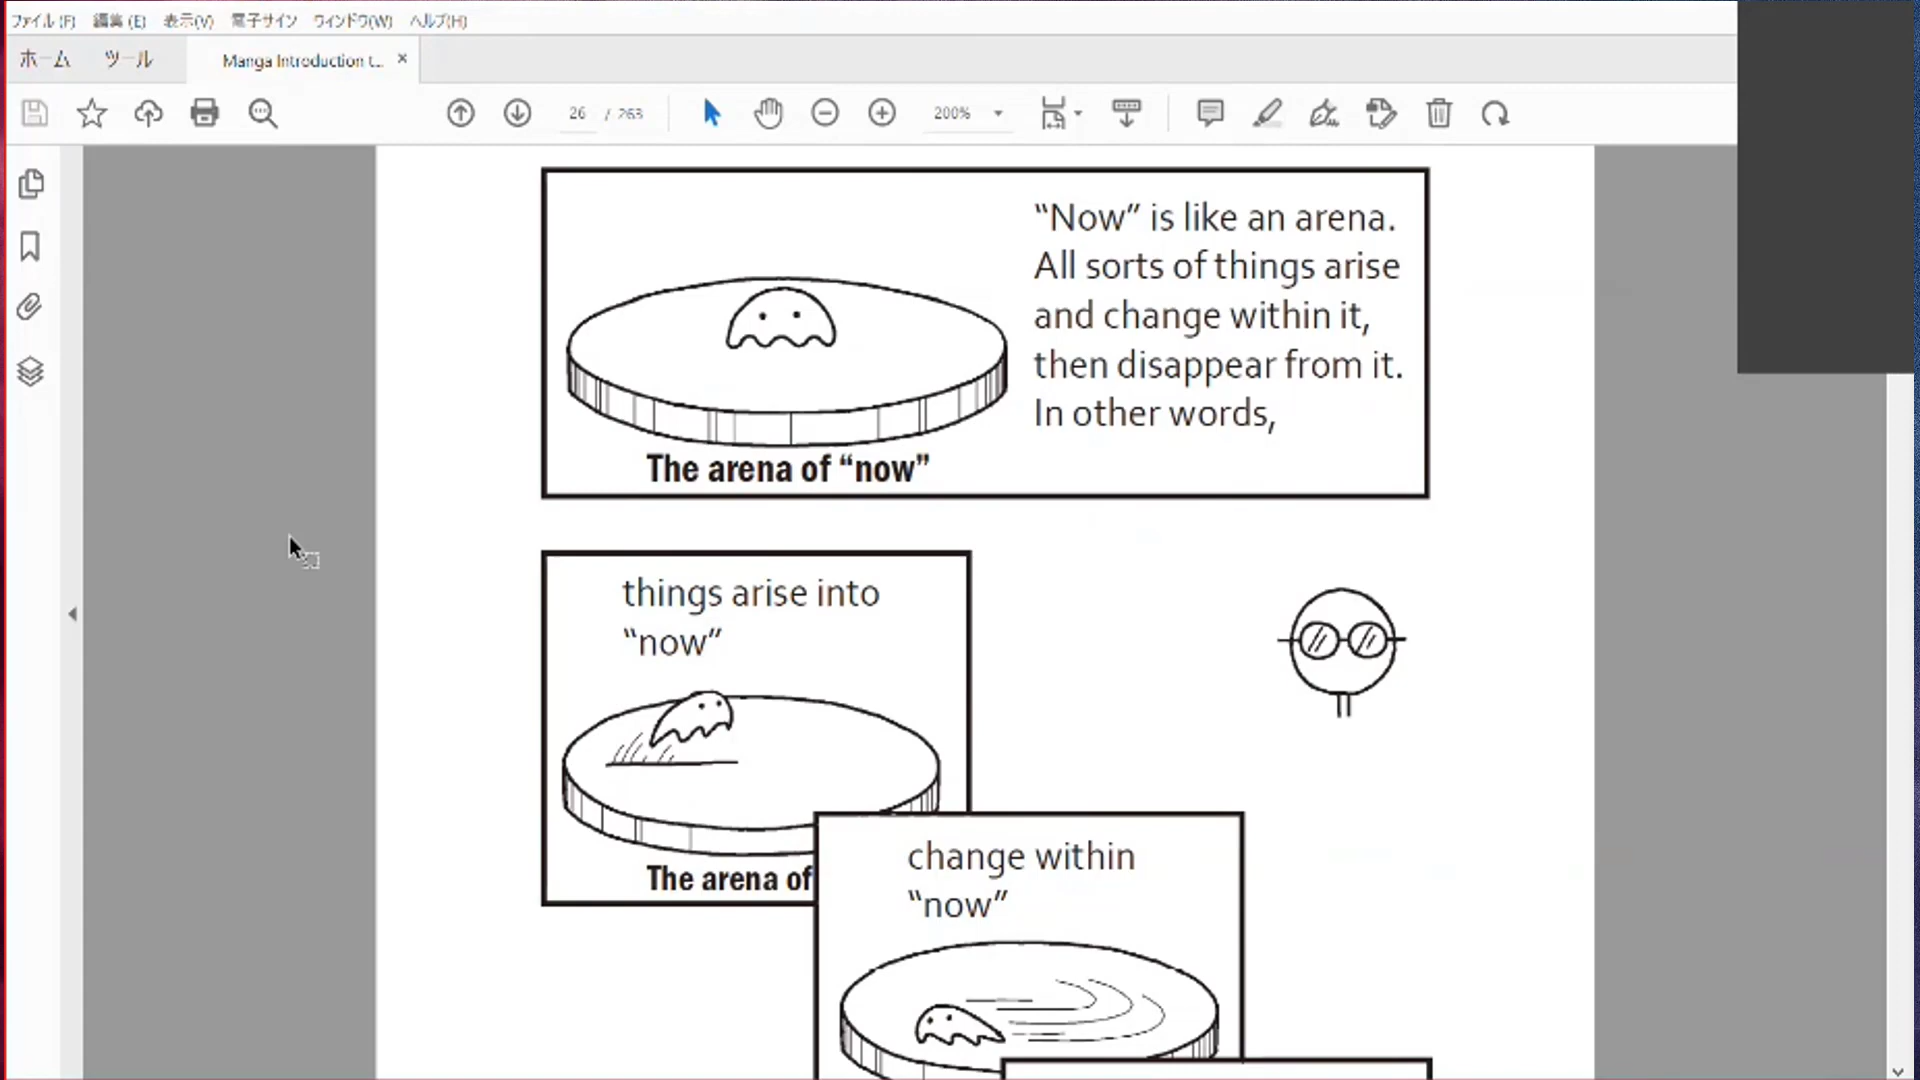 ファイル(F) 編集(E) 表示(V) 電子サイン ウィンドウ(W) ヘルプ(H)
ホーム ツール Manga Introduction t... ×
26 / 263 200%
“Now” is like an arena.
All sorts of things arise
and change within it,
then disappear from it.
In other words,
The arena of “now”
things arise into
“now”
The arena of
change within
“now”